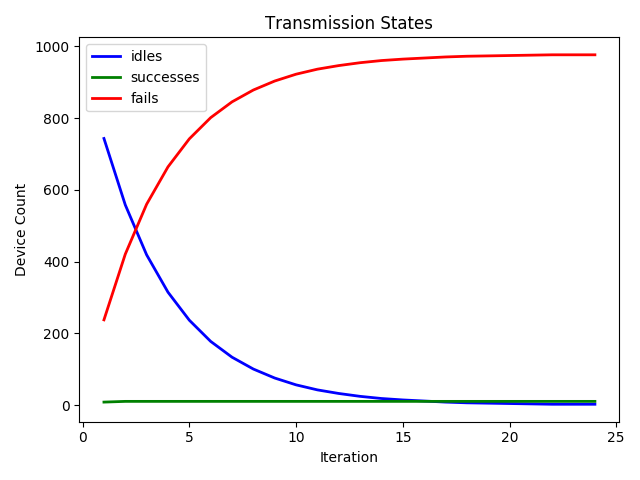 Transmission States
idles
successes
fails
Device Count
1000
800
600
400
200
0
0 5 10 15 20 25
Iteration